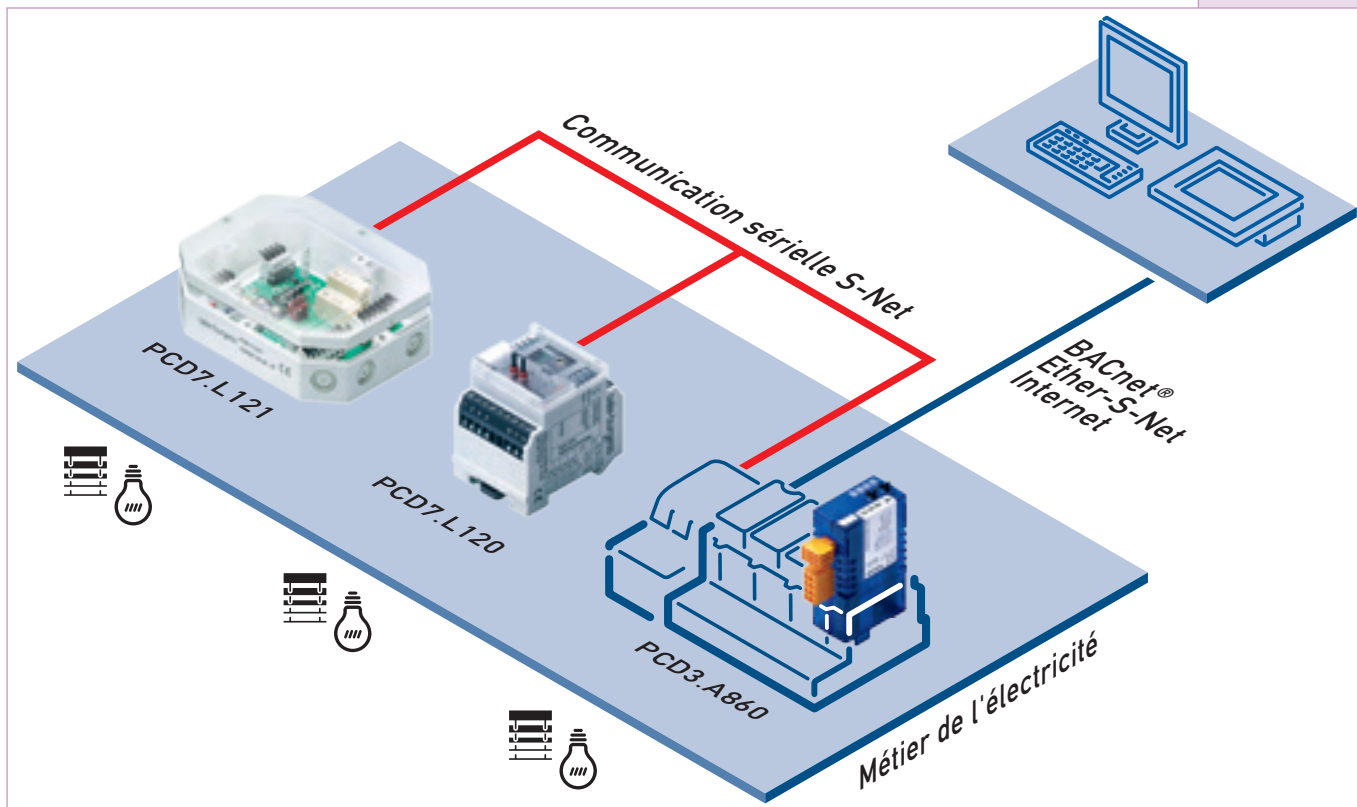 Communication sérielle S-Net
PCD7.L121
BACnet®
Ether-S-Net
Internet
PCD7.L120
PCD3.A860
Métier de l'électricité